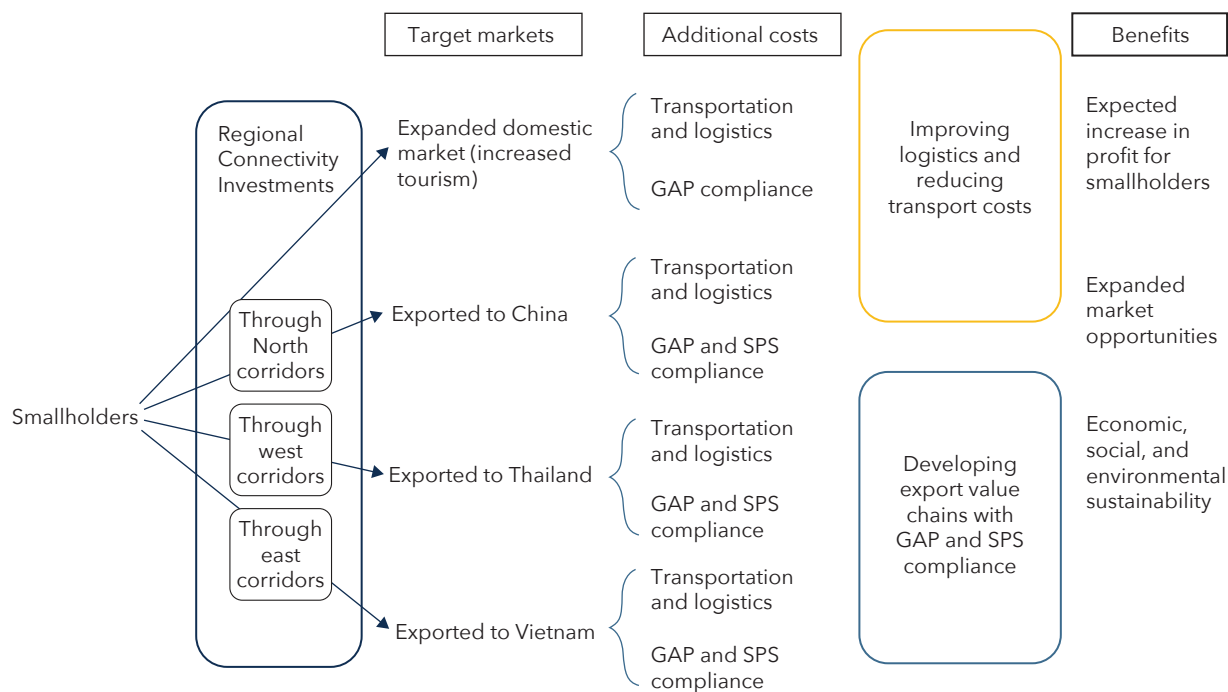 Target markets
Additional costs
Benefits
Regional
Connectivity
Investments
Smallholders
Through
North
corridors
Through
west
corridors
Through
east
corridors
Expanded domestic
market (increased
tourism)
Exported to China
Exported to Thailand
Exported to Vietnam
Transportation
and logistics
GAP compliance
Transportation
and logistics
GAP and SPS
compliance
Transportation
and logistics
GAP and SPS
compliance
Transportation
and logistics
GAP and SPS
compliance
Improving
logistics and
reducing
transport costs
Developing
export value
chains with
GAP and SPS
compliance
Expected
increase in
profit for
smallholders
Expanded
market
opportunities
Economic,
social, and
environmental
sustainability